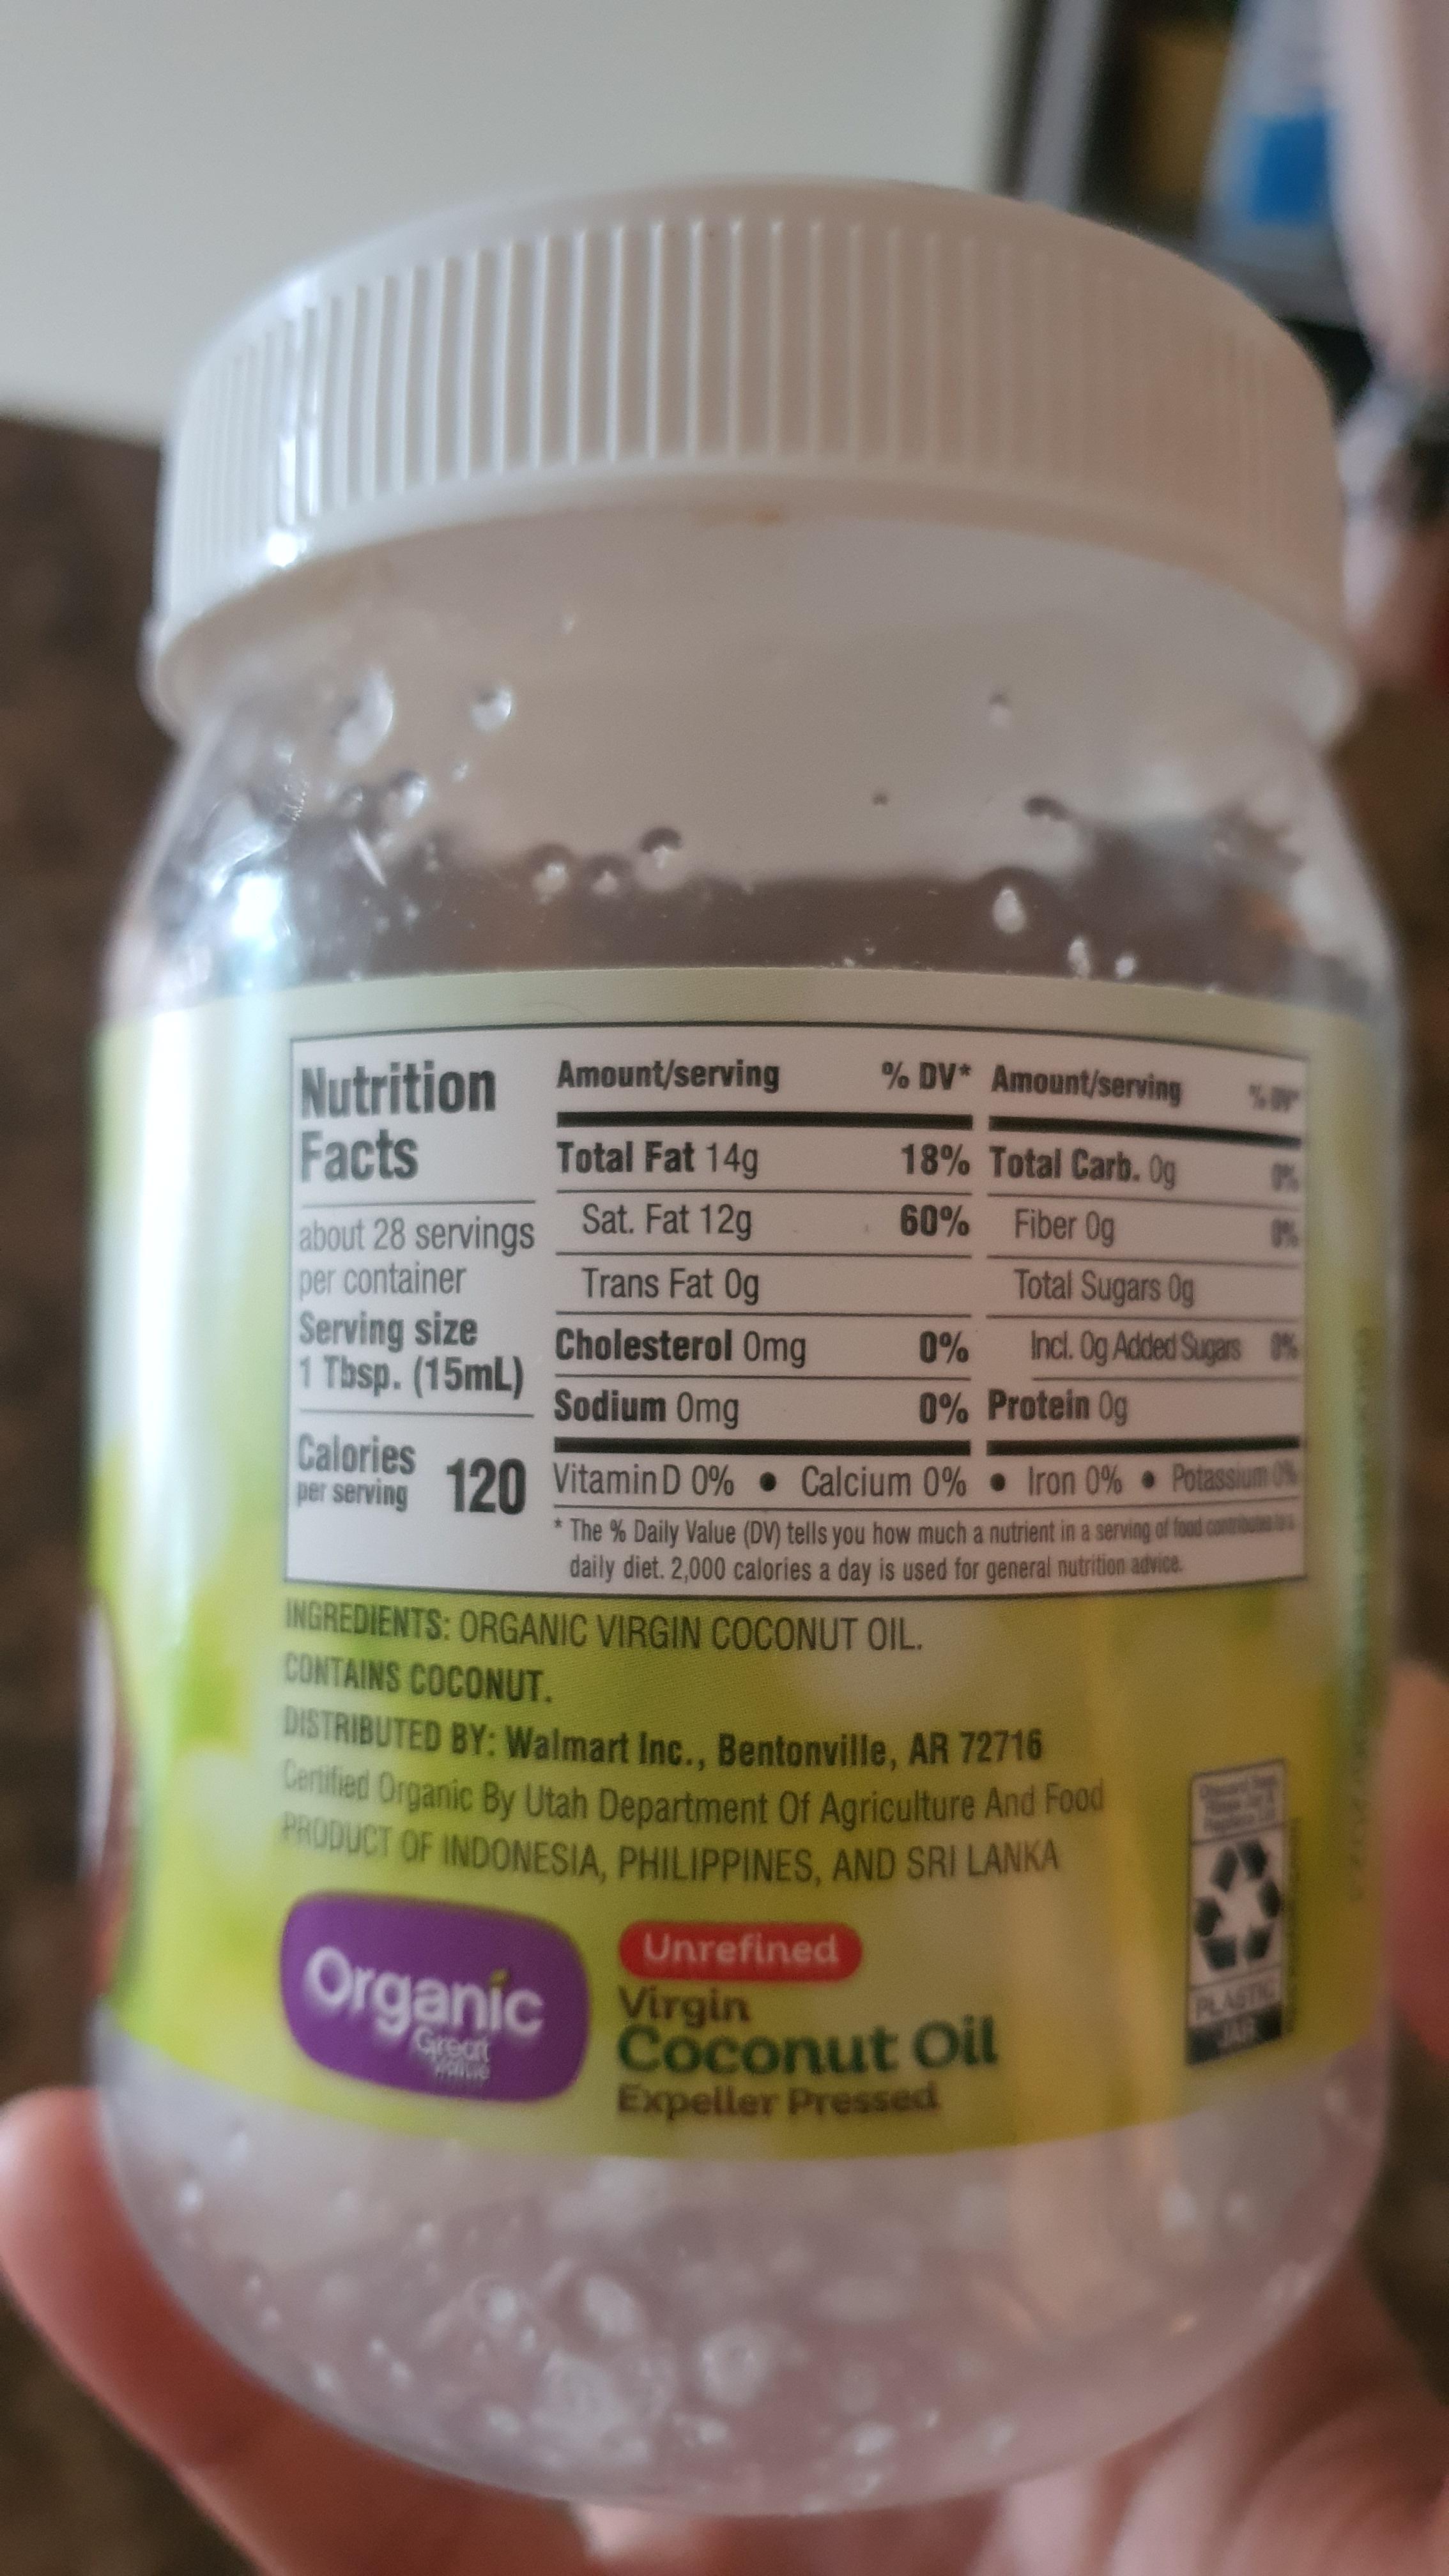 Nutrition
Facts
about 28 servings
per container
Serving size
1 Tbsp. (15mL)
Calories
per serving 120
Amount/serving % DV*
Total Fat 14g 18%
Sat. Fat 12g 60%
Trans Fat 0g
Cholesterol 0mg 0%
Sodium 0mg 0%
Amount/serving % DV*
Total Carb. 0g 0%
Fiber 0g 0%
Total Sugars 0g
Incl. 0g Added Sugars 0%
Protein 0g
Vitamin D 0% • Calcium 0% • Iron 0% • Potassium 0%
* The % Daily Value (DV) tells you how much a nutrient in a serving of food contributes to a
daily diet. 2,000 calories a day is used for general nutrition advice.
INGREDIENTS: ORGANIC VIRGIN COCONUT OIL.
CONTAINS COCONUT.
DISTRIBUTED BY: Walmart Inc., Bentonville, AR 72716
Certified Organic By Utah Department Of Agriculture And Food
PRODUCT OF INDONESIA, PHILIPPINES, AND SRI LANKA
Organic
Great
Value
Unrefined
Virgin
Coconut Oil
Expeller Pressed
PLASTIC
JAR